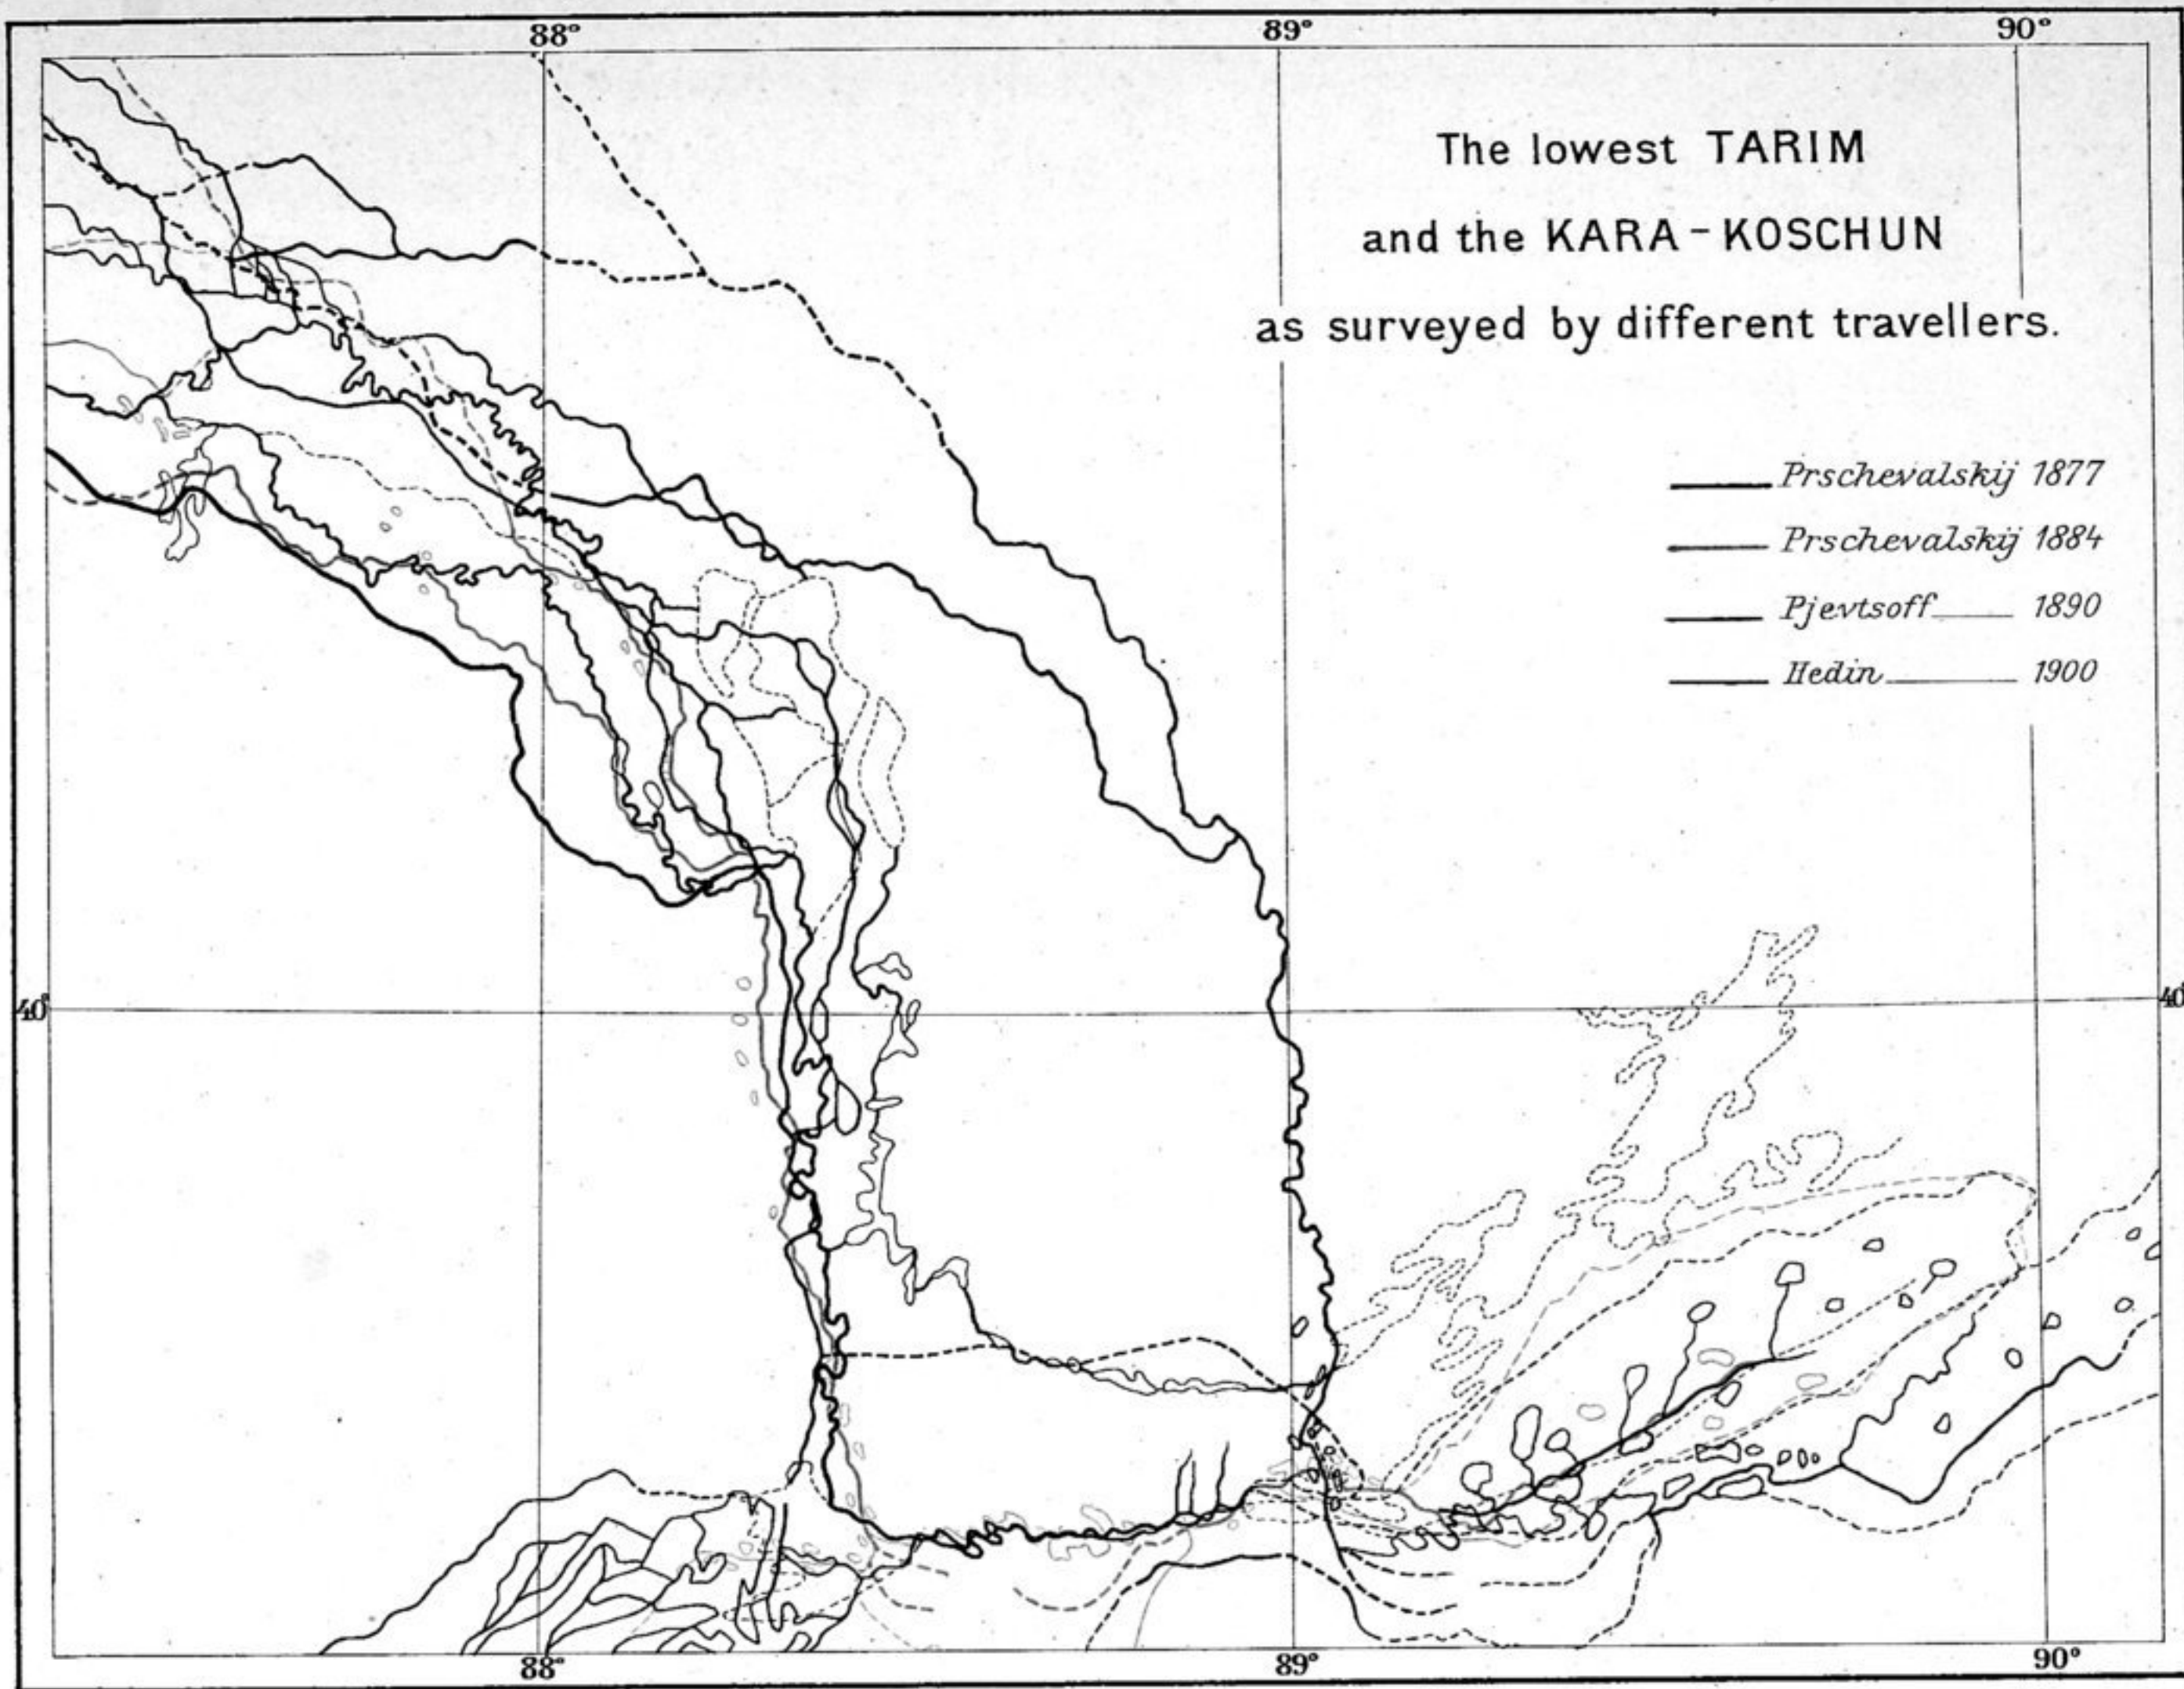 88° 89° 90°
The lowest TARIM
and the KARA-KOSCHUN
as surveyed by different travellers.
Prschevalskij 1877
Prschevalskij 1884
Pjevtsoff 1890
Hedin 1900
40° 40
88° 89° 90°